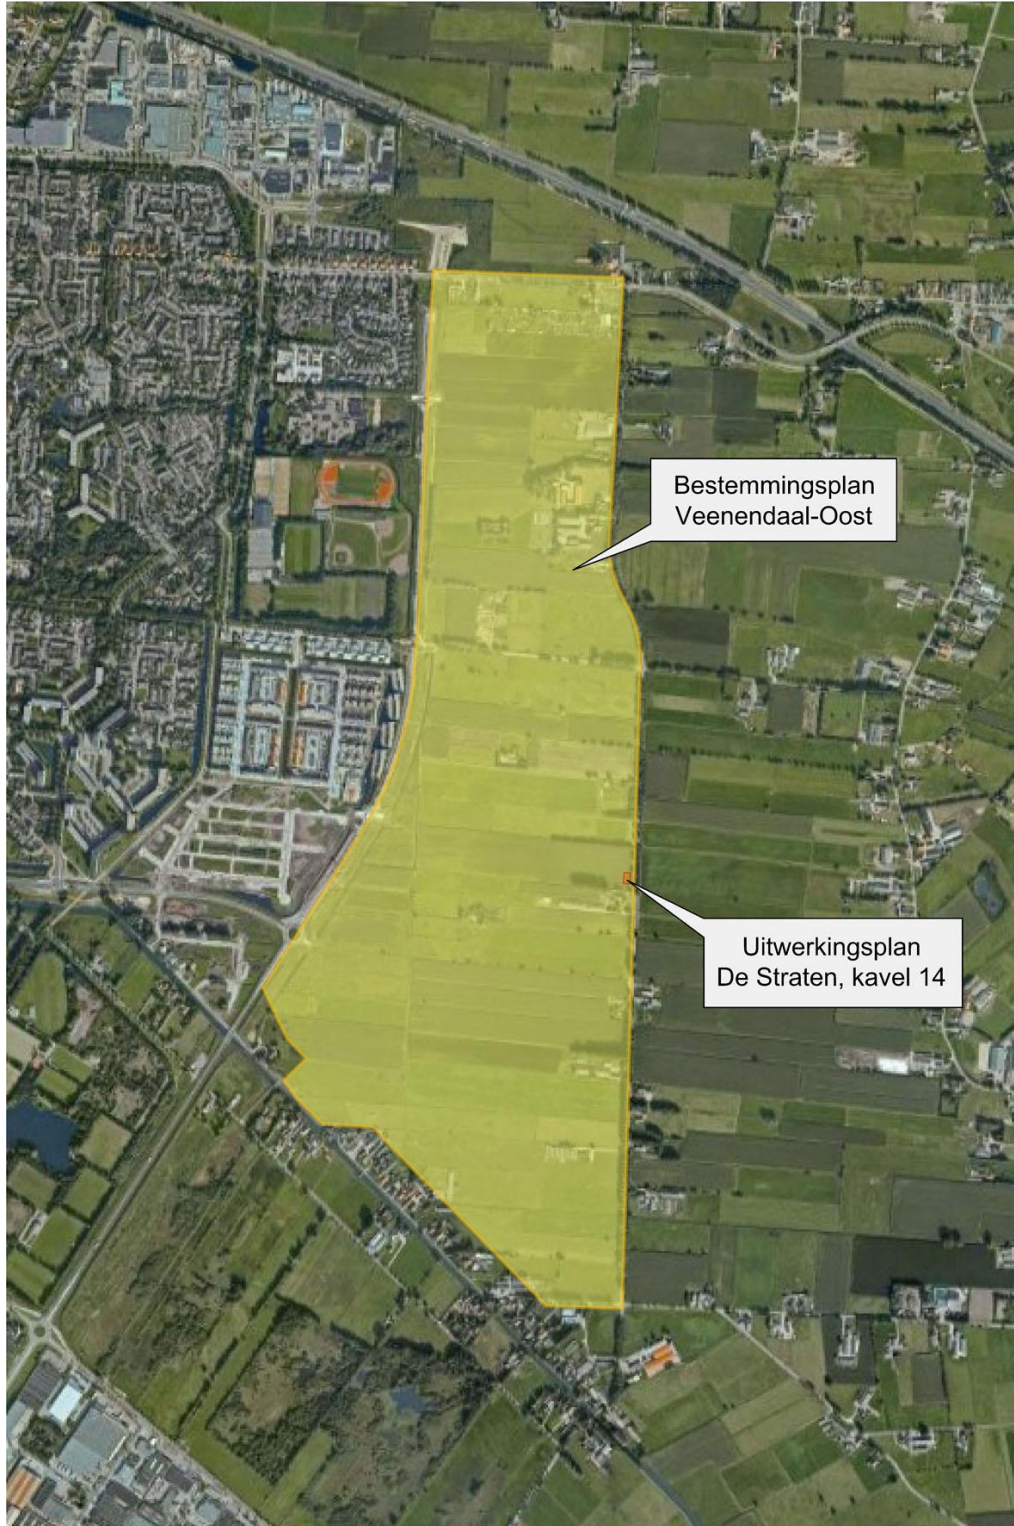 Bestemmingsplan
Veenendaal-Oost
Uitwerkingsplan
De Straten, kavel 14